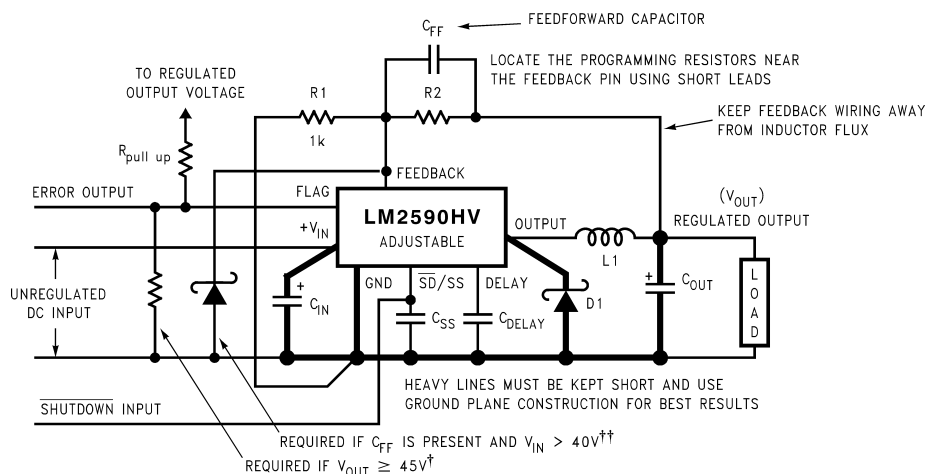 C_FF
FEEDFORWARD CAPACITOR
LOCATE THE PROGRAMMING RESISTORS NEAR
THE FEEDBACK PIN USING SHORT LEADS
TO REGULATED
OUTPUT VOLTAGE
R1
R2
1k
KEEP FEEDBACK WIRING AWAY
FROM INDUCTOR FLUX
R_pull up
FEEDBACK
ERROR OUTPUT
FLAG
LM2590HV
ADJUSTABLE
(V_OUT)
REGULATED OUTPUT
OUTPUT
+V_IN
L1
UNREGULATED
DC INPUT
GND
S̅D̅/SS
DELAY
+
C_IN
C_SS
C_DELAY
D1
+
C_OUT
LOAD
HEAVY LINES MUST BE KEPT SHORT AND USE
GROUND PLANE CONSTRUCTION FOR BEST RESULTS
S̅H̅U̅T̅D̅O̅W̅N̅ INPUT
REQUIRED IF C_FF IS PRESENT AND V_IN > 40V††
REQUIRED IF V_OUT ≧ 45V†